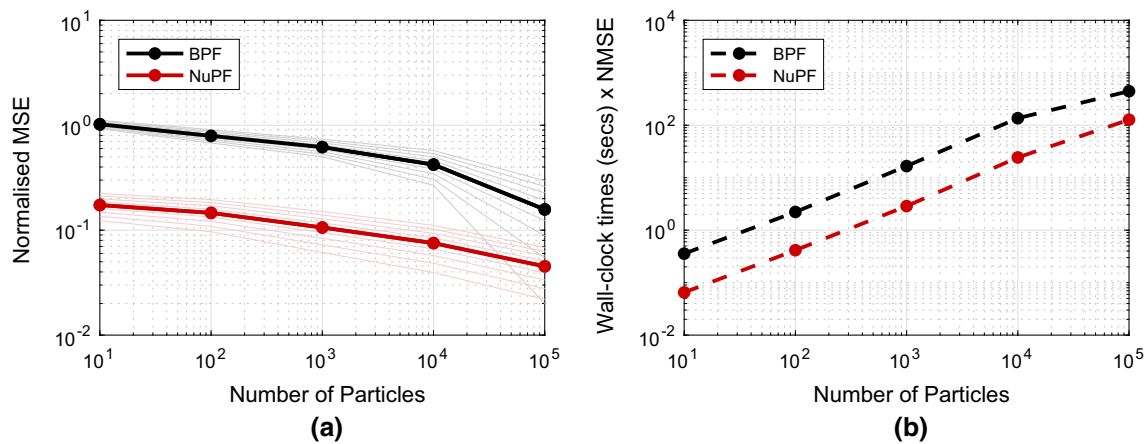 Normalised MSE
10^1
10^0
10^-1
10^-2
BPF
NuPF
10^1 10^2 10^3 10^4 10^5
Number of Particles
(a)
Wall-clock times (secs) x NMSE
10^4
10^2
10^0
10^-2
BPF
NuPF
10^1 10^2 10^3 10^4 10^5
Number of Particles
(b)